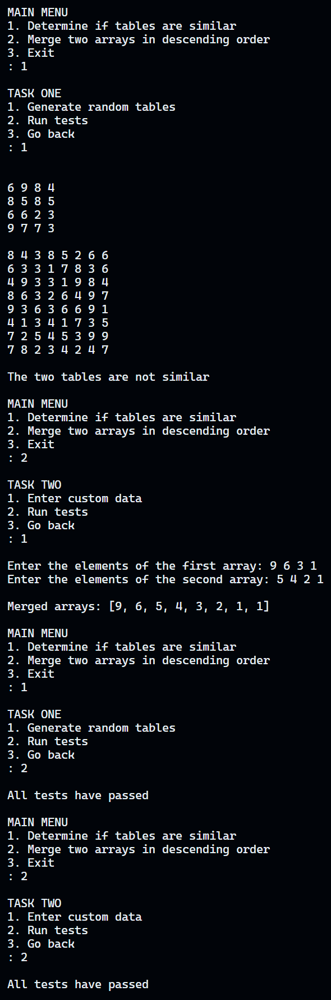 MAIN MENU
1. Determine if tables are similar
2. Merge two arrays in descending order
3. Exit
: 1
TASK ONE
1. Generate random tables
2. Run tests
3. Go back
: 1
6 9 8 4
8 5 8 5
6 6 2 3
9 7 7 3
8 4 3 8 5 2 6 6
6 3 3 1 7 8 3 6
4 9 3 3 1 9 8 4
8 6 3 2 6 4 9 7
9 3 6 3 6 6 9 1
4 1 3 4 1 7 3 5
7 2 5 4 5 3 9 9
7 8 2 3 4 2 4 7
The two tables are not similar
MAIN MENU
1. Determine if tables are similar
2. Merge two arrays in descending order
3. Exit
: 2
TASK TWO
1. Enter custom data
2. Run tests
3. Go back
: 1
Enter the elements of the first array: 9 6 3 1
Enter the elements of the second array: 5 4 2 1
Merged arrays: [9, 6, 5, 4, 3, 2, 1, 1]
MAIN MENU
1. Determine if tables are similar
2. Merge two arrays in descending order
3. Exit
: 1
TASK ONE
1. Generate random tables
2. Run tests
3. Go back
: 2
All tests have passed
MAIN MENU
1. Determine if tables are similar
2. Merge two arrays in descending order
3. Exit
: 2
TASK TWO
1. Enter custom data
2. Run tests
3. Go back
: 2
All tests have passed